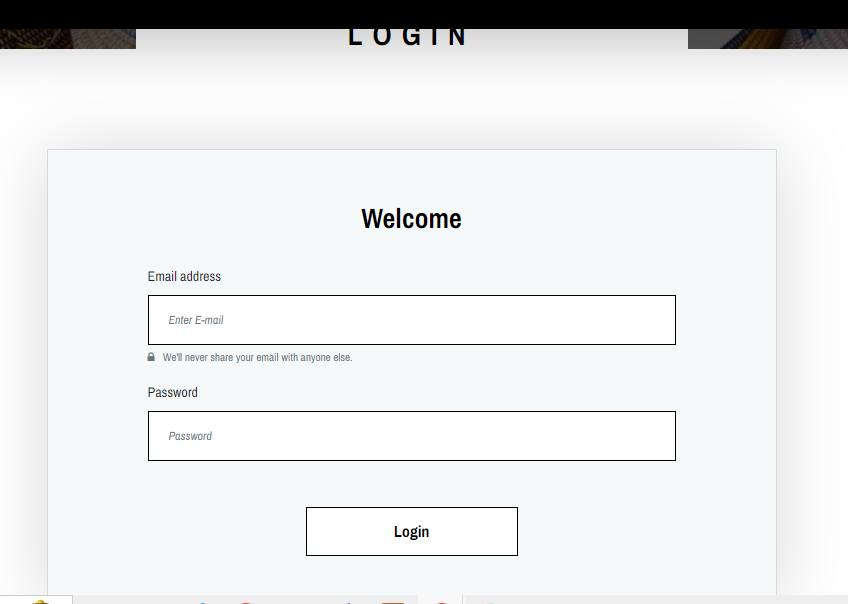 LOGIN
Welcome
Email address
Enter E-mail
We'll never share your email with anyone else.
Password
Password
Login